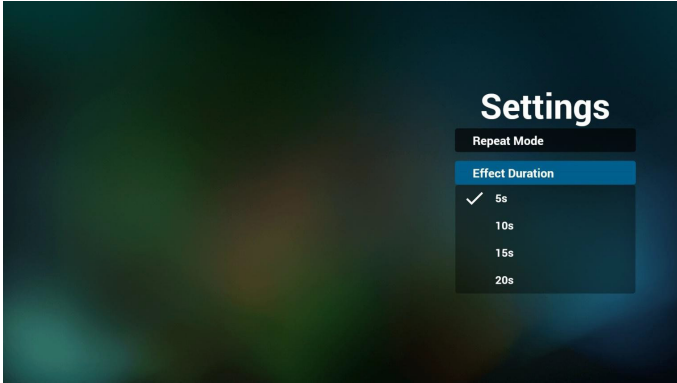 Settings
Repeat Mode
Effect Duration
5s
10s
15s
20s